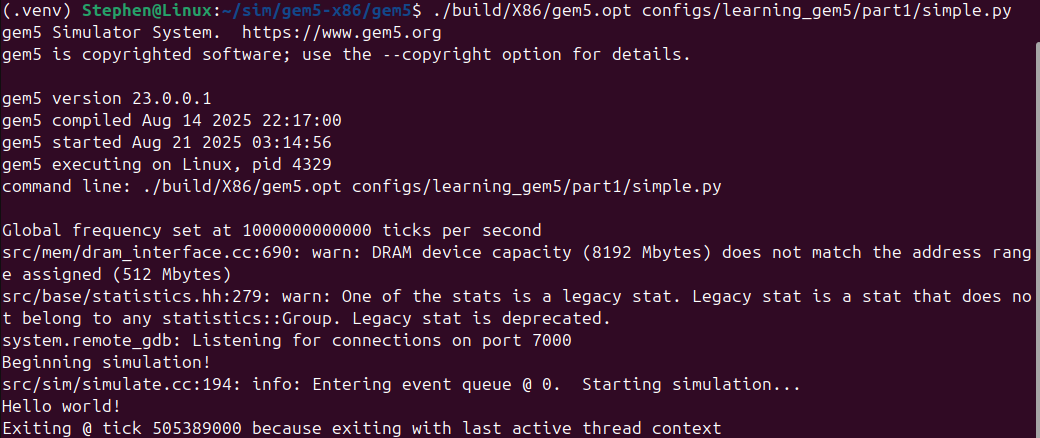 (.venv) Stephen@Linux:~/sim/gem5-x86/gem5$ ./build/X86/gem5.opt configs/learning_gem5/part1/simple.py
gem5 Simulator System.  https://www.gem5.org
gem5 is copyrighted software; use the --copyright option for details.

gem5 version 23.0.0.1
gem5 compiled Aug 14 2025 22:17:00
gem5 started Aug 21 2025 03:14:56
gem5 executing on Linux, pid 4329
command line: ./build/X86/gem5.opt configs/learning_gem5/part1/simple.py

Global frequency set at 1000000000000 ticks per second
src/mem/dram_interface.cc:690: warn: DRAM device capacity (8192 Mbytes) does not match the address rang
e assigned (512 Mbytes)
src/base/statistics.hh:279: warn: One of the stats is a legacy stat. Legacy stat is a stat that does no
t belong to any statistics::Group. Legacy stat is deprecated.
system.remote_gdb: Listening for connections on port 7000
Beginning simulation!
src/sim/simulate.cc:194: info: Entering event queue @ 0.  Starting simulation...
Hello world!
Exiting @ tick 505389000 because exiting with last active thread context